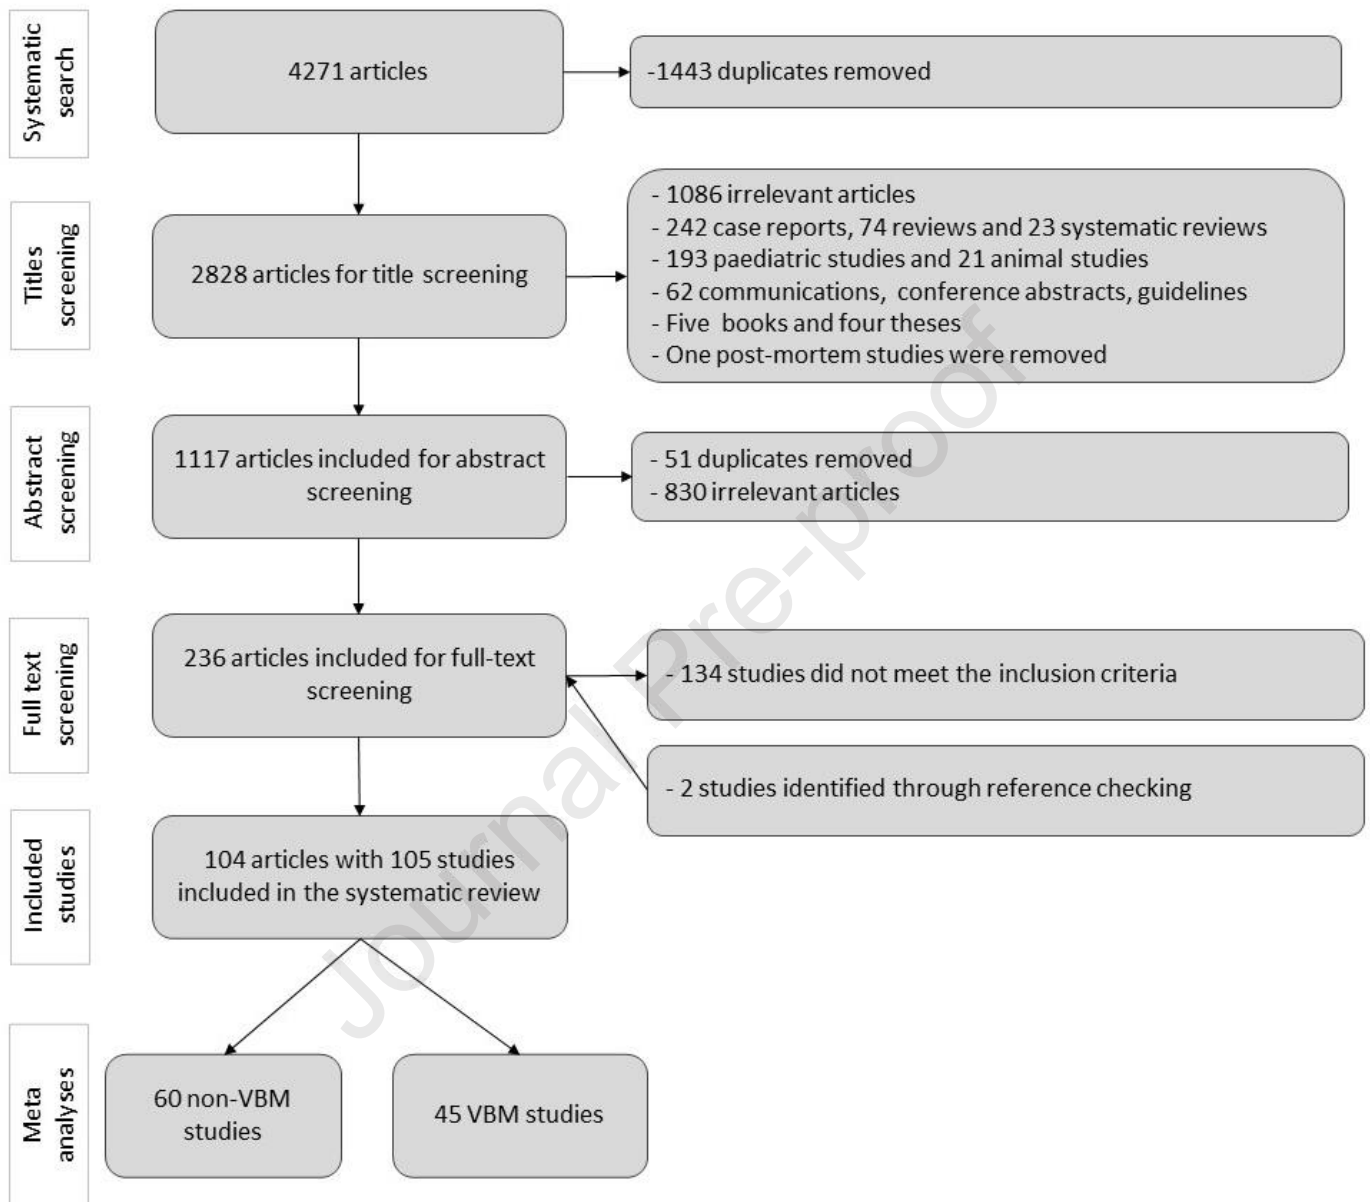 Systematic
search
4271 articles
-1443 duplicates removed
Titles
screening
2828 articles for title screening
- 1086 irrelevant articles
- 242 case reports, 74 reviews and 23 systematic reviews
- 193 paediatric studies and 21 animal studies
- 62 communications, conference abstracts, guidelines
- Five books and four theses
- One post-mortem studies were removed
Abstract
screening
1117 articles included for abstract
screening
- 51 duplicates removed
- 830 irrelevant articles
Full text
screening
236 articles included for full-text
screening
- 134 studies did not meet the inclusion criteria
- 2 studies identified through reference checking
Included
studies
104 articles with 105 studies
included in the systematic review
Meta
analyses
60 non-VBM
studies
45 VBM studies
Journal Pre-proof